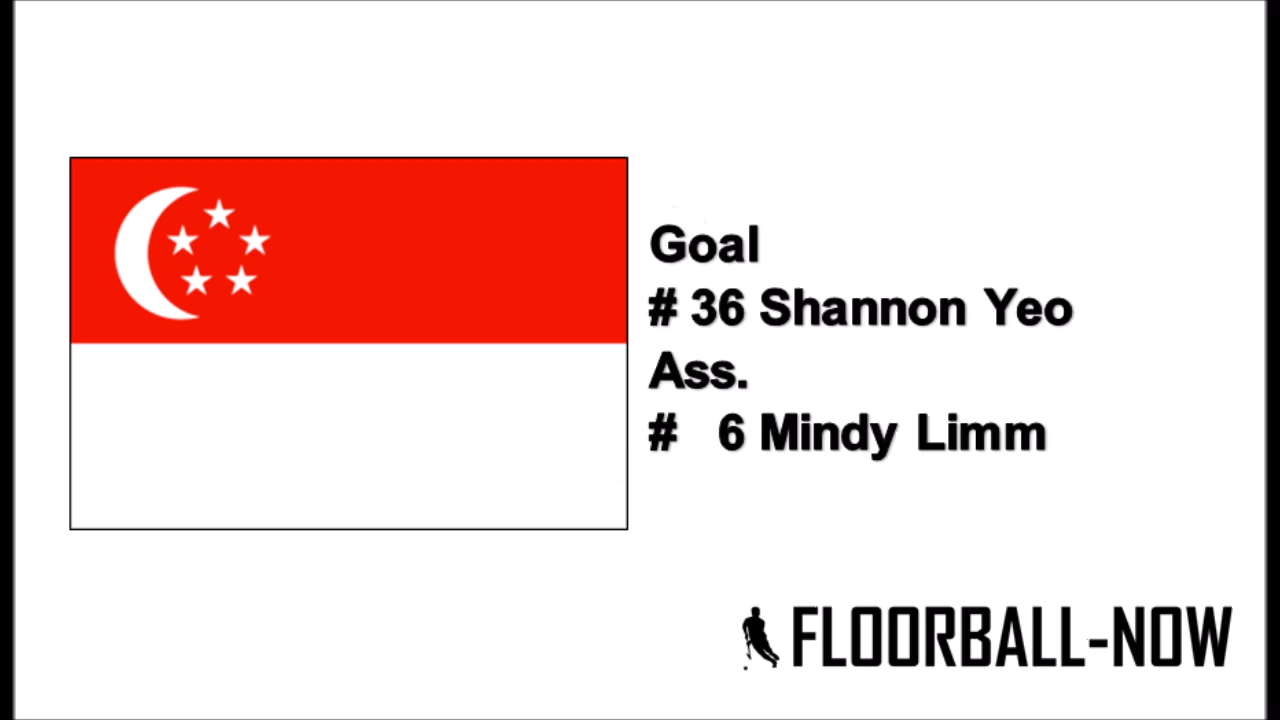 Goal
# 36 Shannon Yeo
Ass.
# 6 Mindy Limm
FLOORBALL-NOW